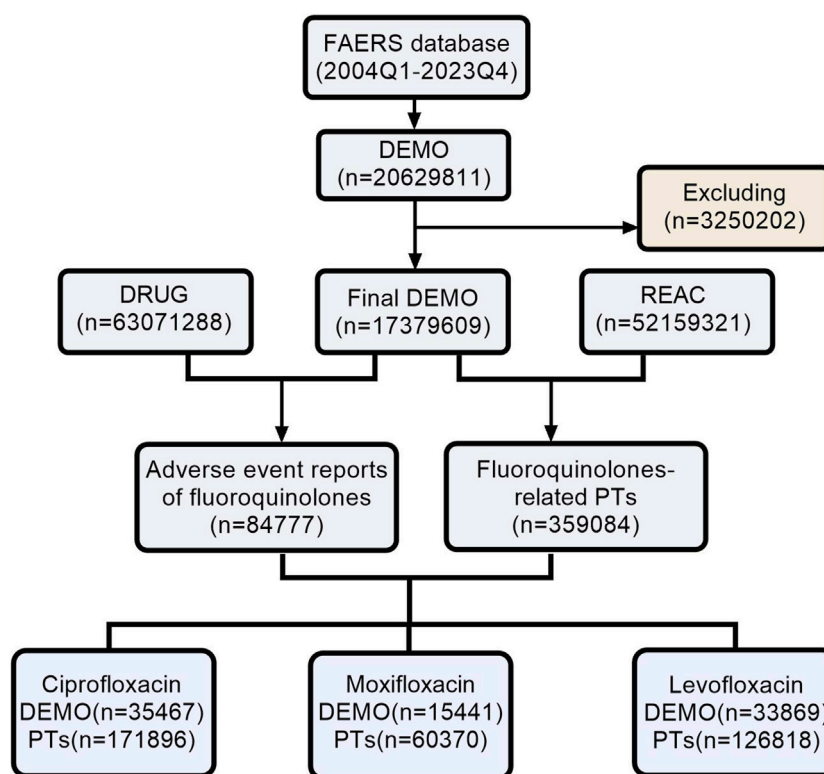 FAERS database
(2004Q1-2023Q4)
DEMO
(n=20629811)
Excluding
(n=3250202)
DRUG
(n=63071288)
Final DEMO
(n=17379609)
REAC
(n=52159321)
Adverse event reports
of fluoroquinolones
(n=84777)
Fluoroquinolones-
related PTs
(n=359084)
Ciprofloxacin
DEMO(n=35467)
PTs(n=171896)
Moxifloxacin
DEMO(n=15441)
PTs(n=60370)
Levofloxacin
DEMO(n=33869)
PTs(n=126818)